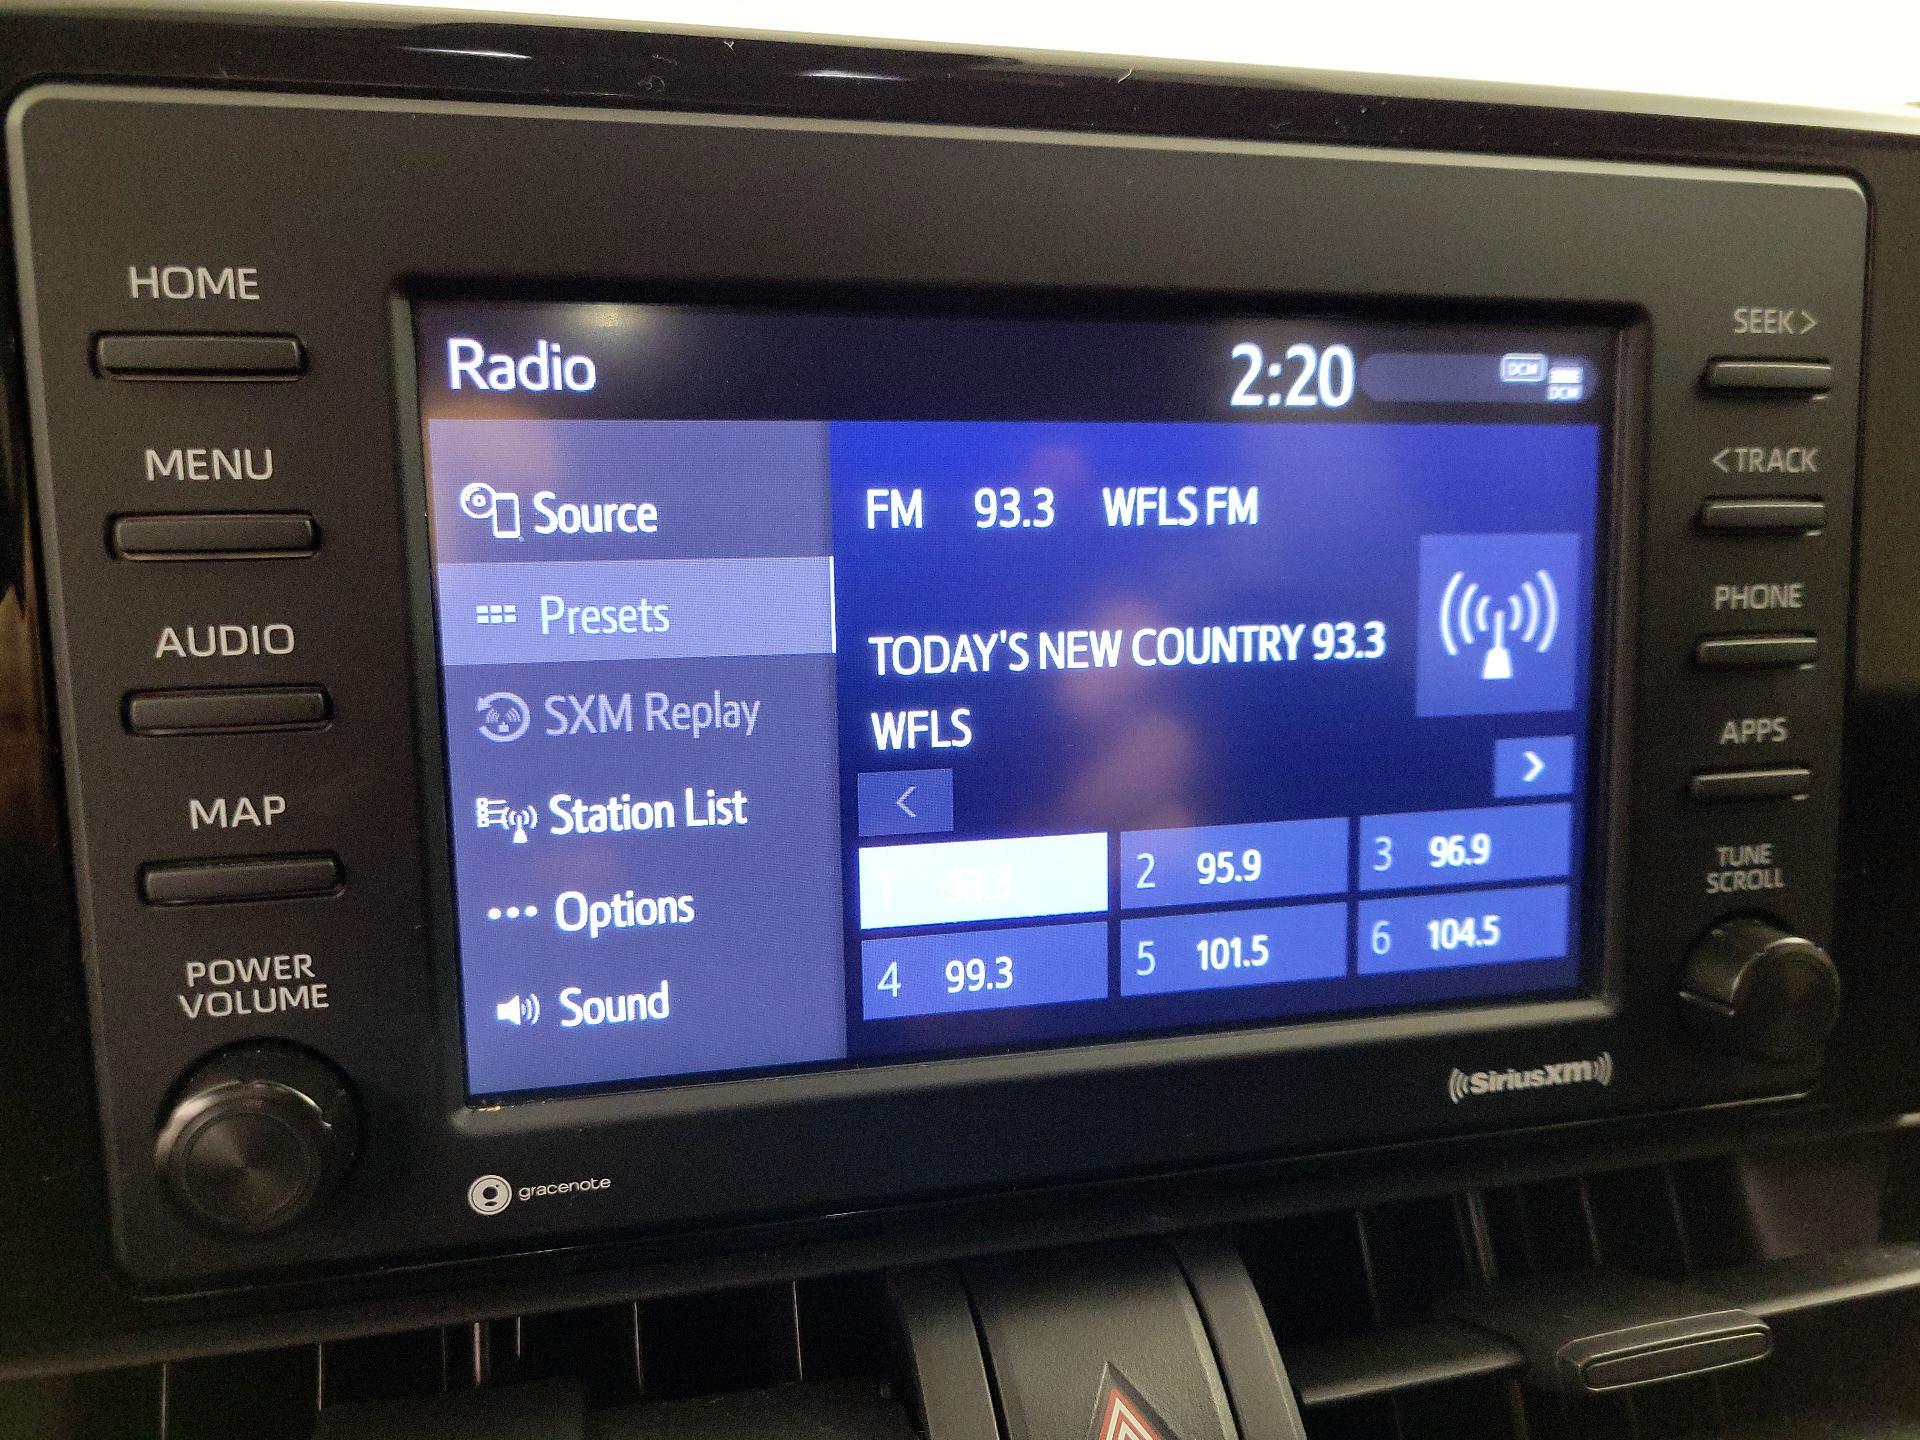 HOME
MENU
AUDIO
MAP
POWER
VOLUME
Radio
2:20
DCM
DCM
Source
Presets
SXM Replay
Station List
Options
Sound
FM 93.3 WFLS FM
TODAY'S NEW COUNTRY 93.3
WFLS
<
>
1 93.3
2 95.9
3 96.9
4 99.3
5 101.5
6 104.5
SEEK >
< TRACK
PHONE
APPS
TUNE
SCROLL
((SiriusXM))
gracenote